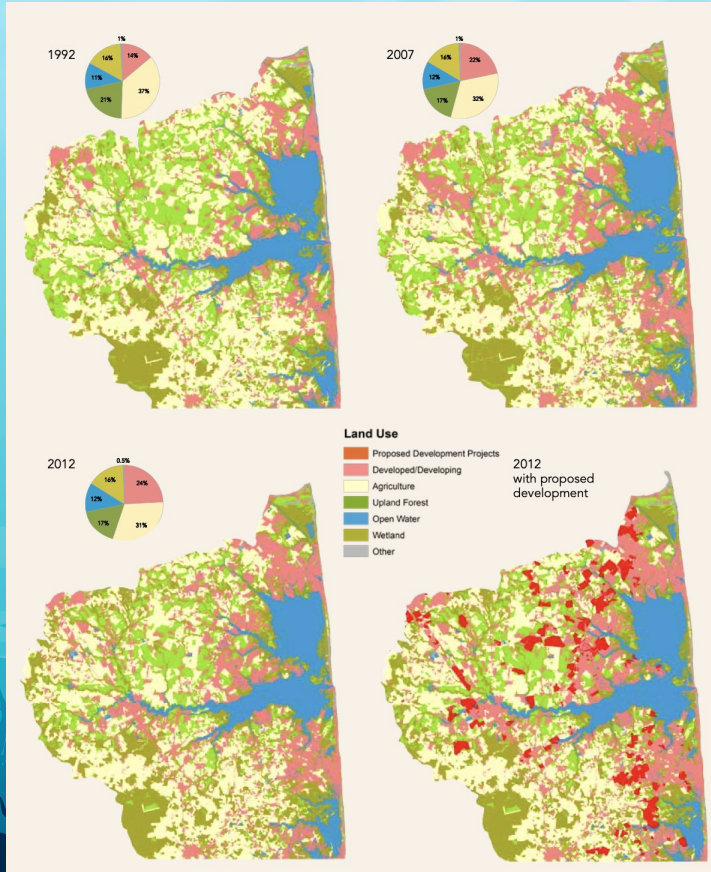 1992
1%
14%
37%
21%
11%
16%
2007
1%
22%
32%
17%
12%
16%
Land Use
Proposed Development Projects
Developed/Developing
Agriculture
Upland Forest
Open Water
Wetland
Other
2012
0.5%
24%
31%
17%
12%
16%
2012
with proposed
development